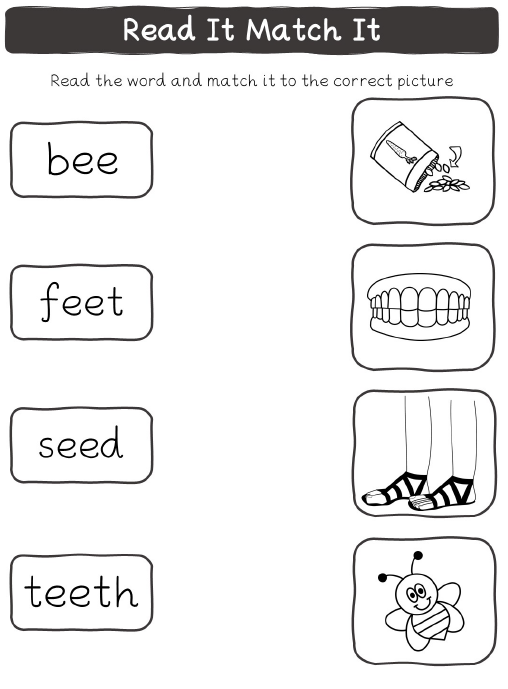 Read It Match It
Read the word and match it to the correct picture
bee
feet
seed
teeth